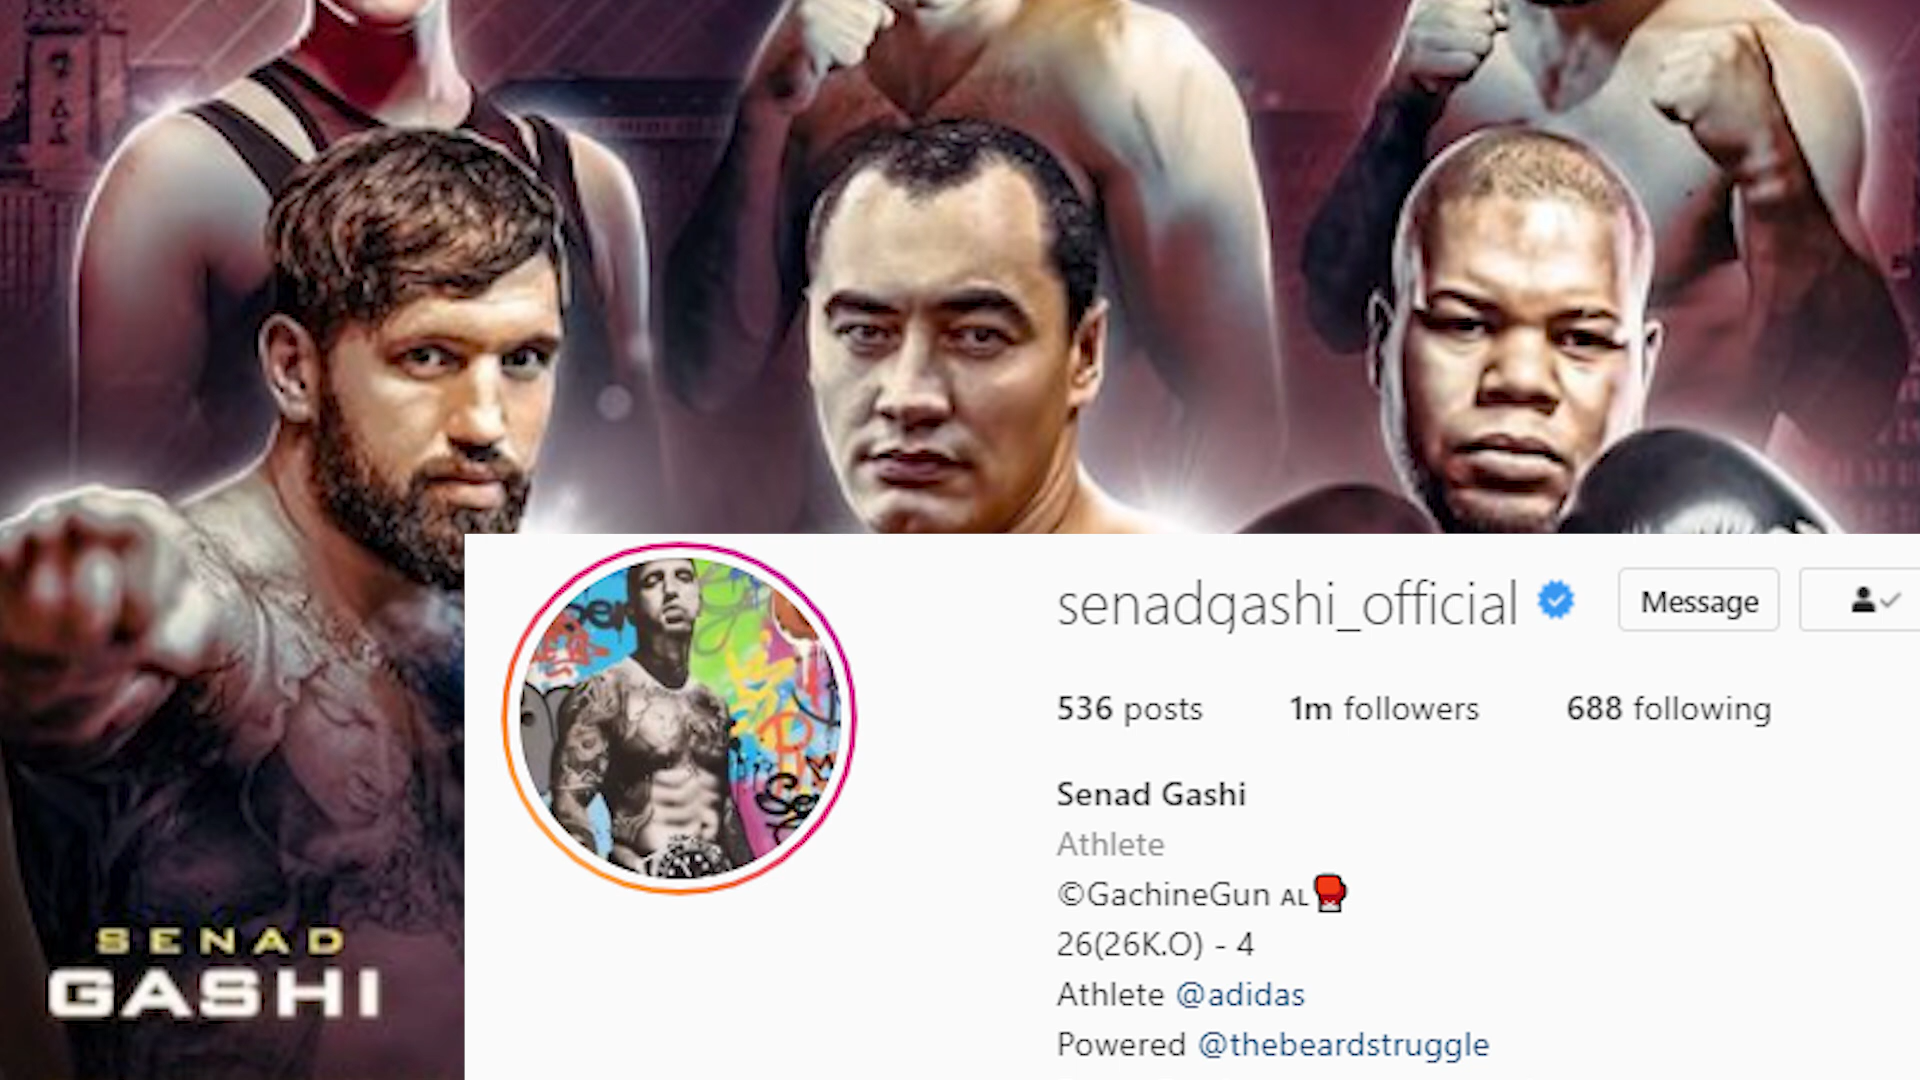 SENAD
GASHI
senadgashi_official
Message
536 posts 1m followers 688 following
Senad Gashi
Athlete
©GachineGun AL🥊
26(26K.O) - 4
Athlete @adidas
Powered @thebeardstruggle